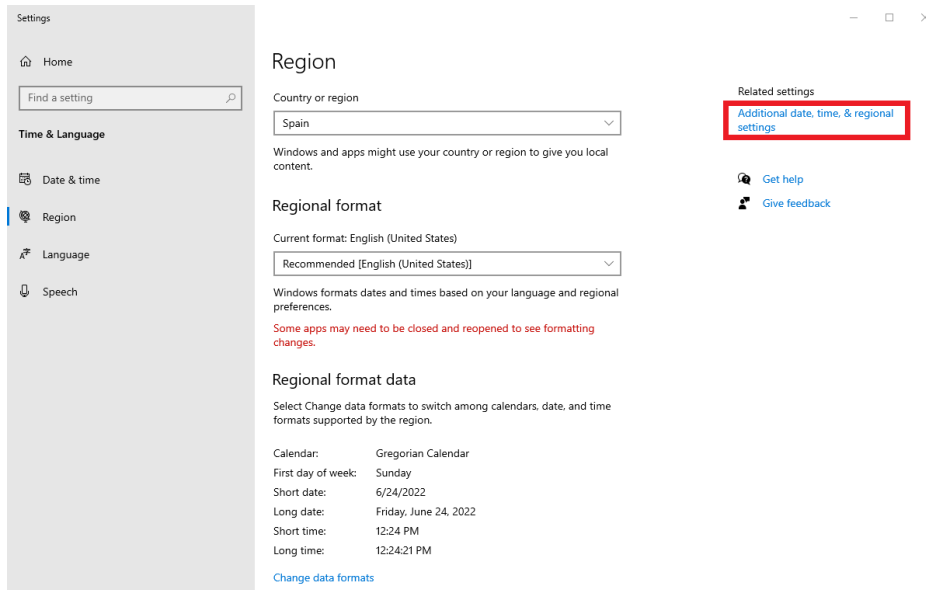 Settings
Home
Find a setting
Time & Language
Date & time
Region
Language
Speech
Region
Country or region
Spain
Windows and apps might use your country or region to give you local
content.
Regional format
Current format: English (United States)
Recommended [English (United States)]
Windows formats dates and times based on your language and regional
preferences.
Some apps may need to be closed and reopened to see formatting
changes.
Regional format data
Select Change data formats to switch among calendars, date, and time
formats supported by the region.
Calendar: Gregorian Calendar
First day of week: Sunday
Short date: 6/24/2022
Long date: Friday, June 24, 2022
Short time: 12:24 PM
Long time: 12:24:21 PM
Change data formats
Related settings
Additional date, time, & regional
settings
Get help
Give feedback